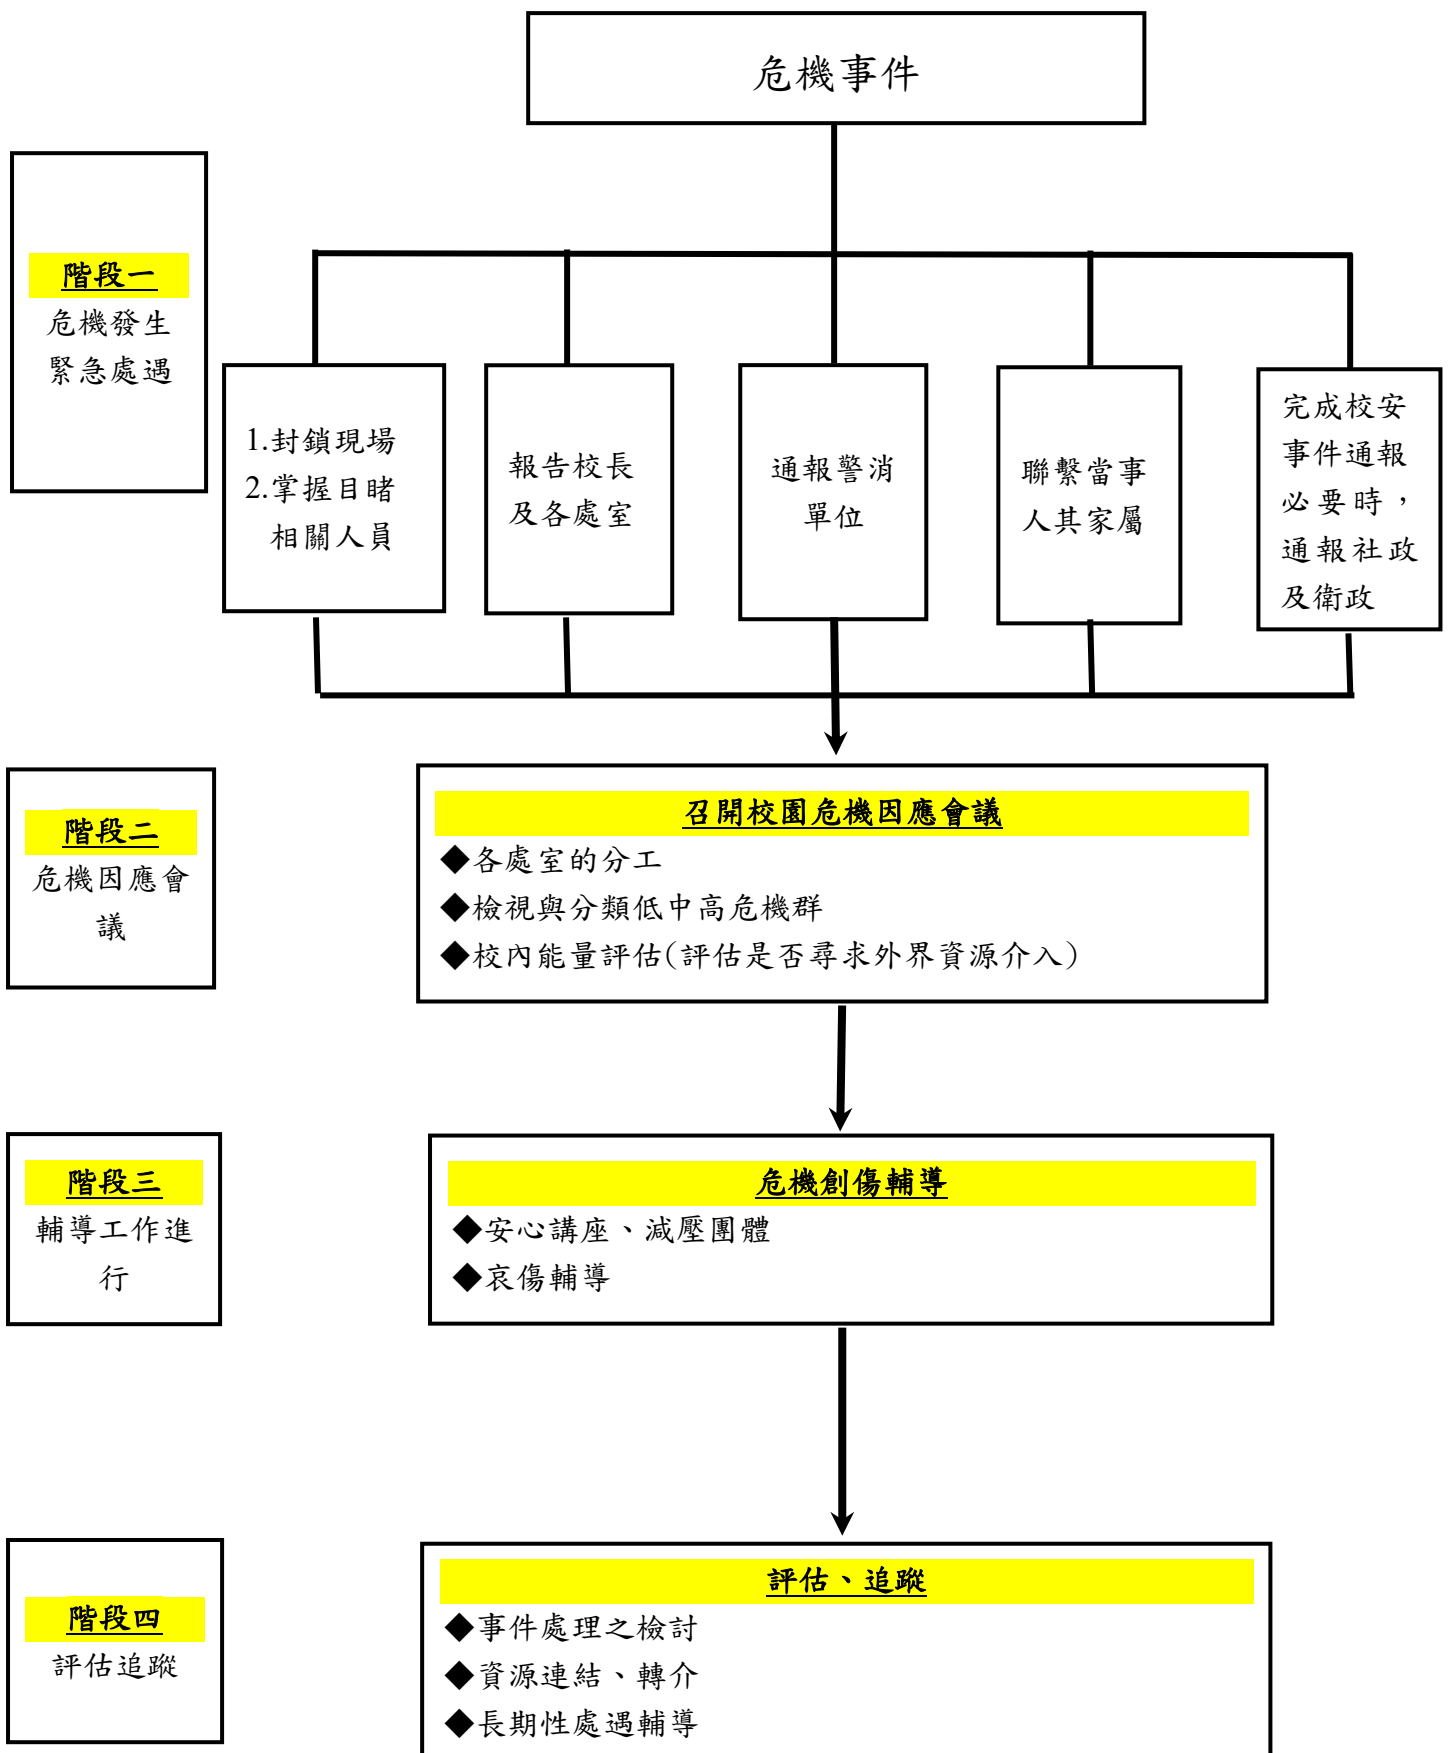 危機事件
階段一
危機發生
緊急處遇
1.封鎖現場
2.掌握目睹
相關人員
報告校長
及各處室
通報警消
單位
聯繫當事
人其家屬
完成校安
事件通報
必要時，
通報社政
及衛政
階段二
危機因應會
議
召開校園危機因應會議
◆各處室的分工
◆檢視與分類低中高危機群
◆校內能量評估(評估是否尋求外界資源介入)
階段三
輔導工作進
行
危機創傷輔導
◆安心講座、減壓團體
◆哀傷輔導
階段四
評估追蹤
評估、追蹤
◆事件處理之檢討
◆資源連結、轉介
◆長期性處遇輔導